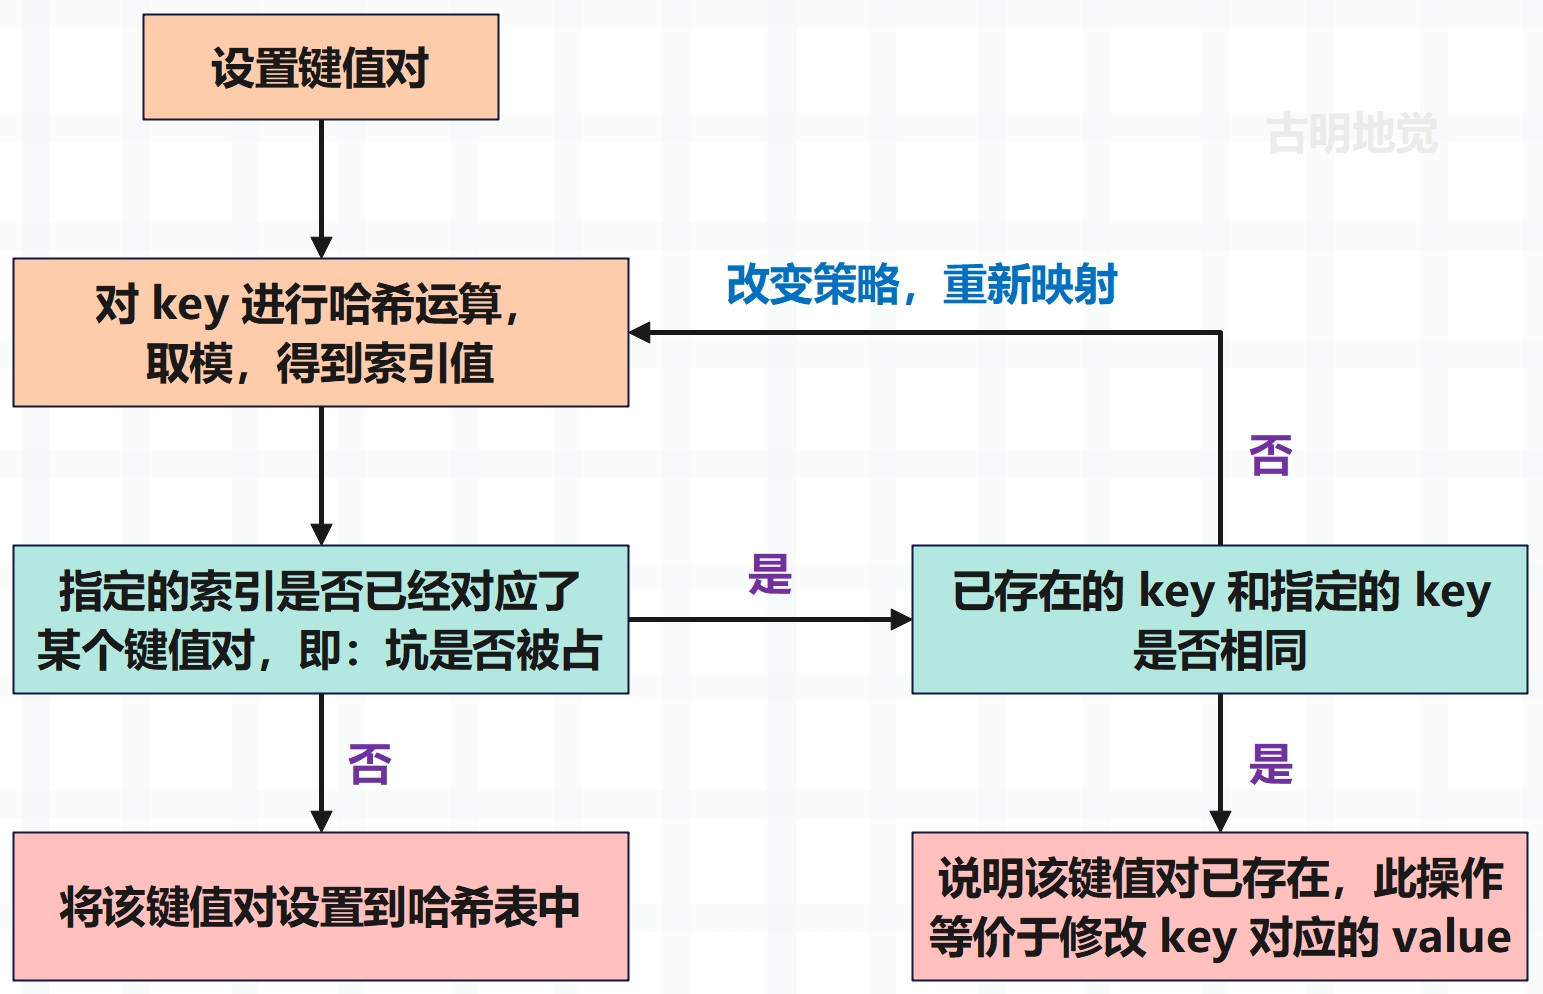 设置键值对
古明地觉
对 key 进行哈希运算，
取模，得到索引值
改变策略，重新映射
否
指定的索引是否已经对应了
某个键值对，即：坑是否被占
是
已存在的 key 和指定的 key
是否相同
否
是
将该键值对设置到哈希表中
说明该键值对已存在，此操作
等价于修改 key 对应的 value